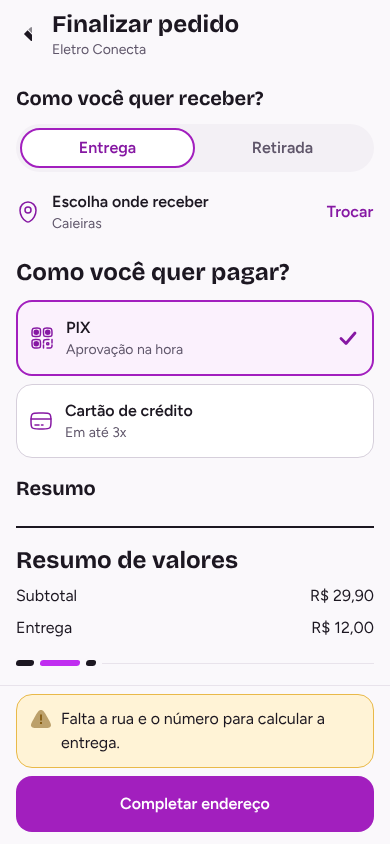 Finalizar pedido
Eletro Conecta
Como você quer receber?
Entrega
Retirada
Escolha onde receber
Caieiras
Trocar
Como você quer pagar?
PIX
Aprovação na hora
Cartão de crédito
Em até 3x
Resumo
Resumo de valores
Subtotal R$ 29,90
Entrega R$ 12,00
Falta a rua e o número para calcular a
entrega.
Completar endereço